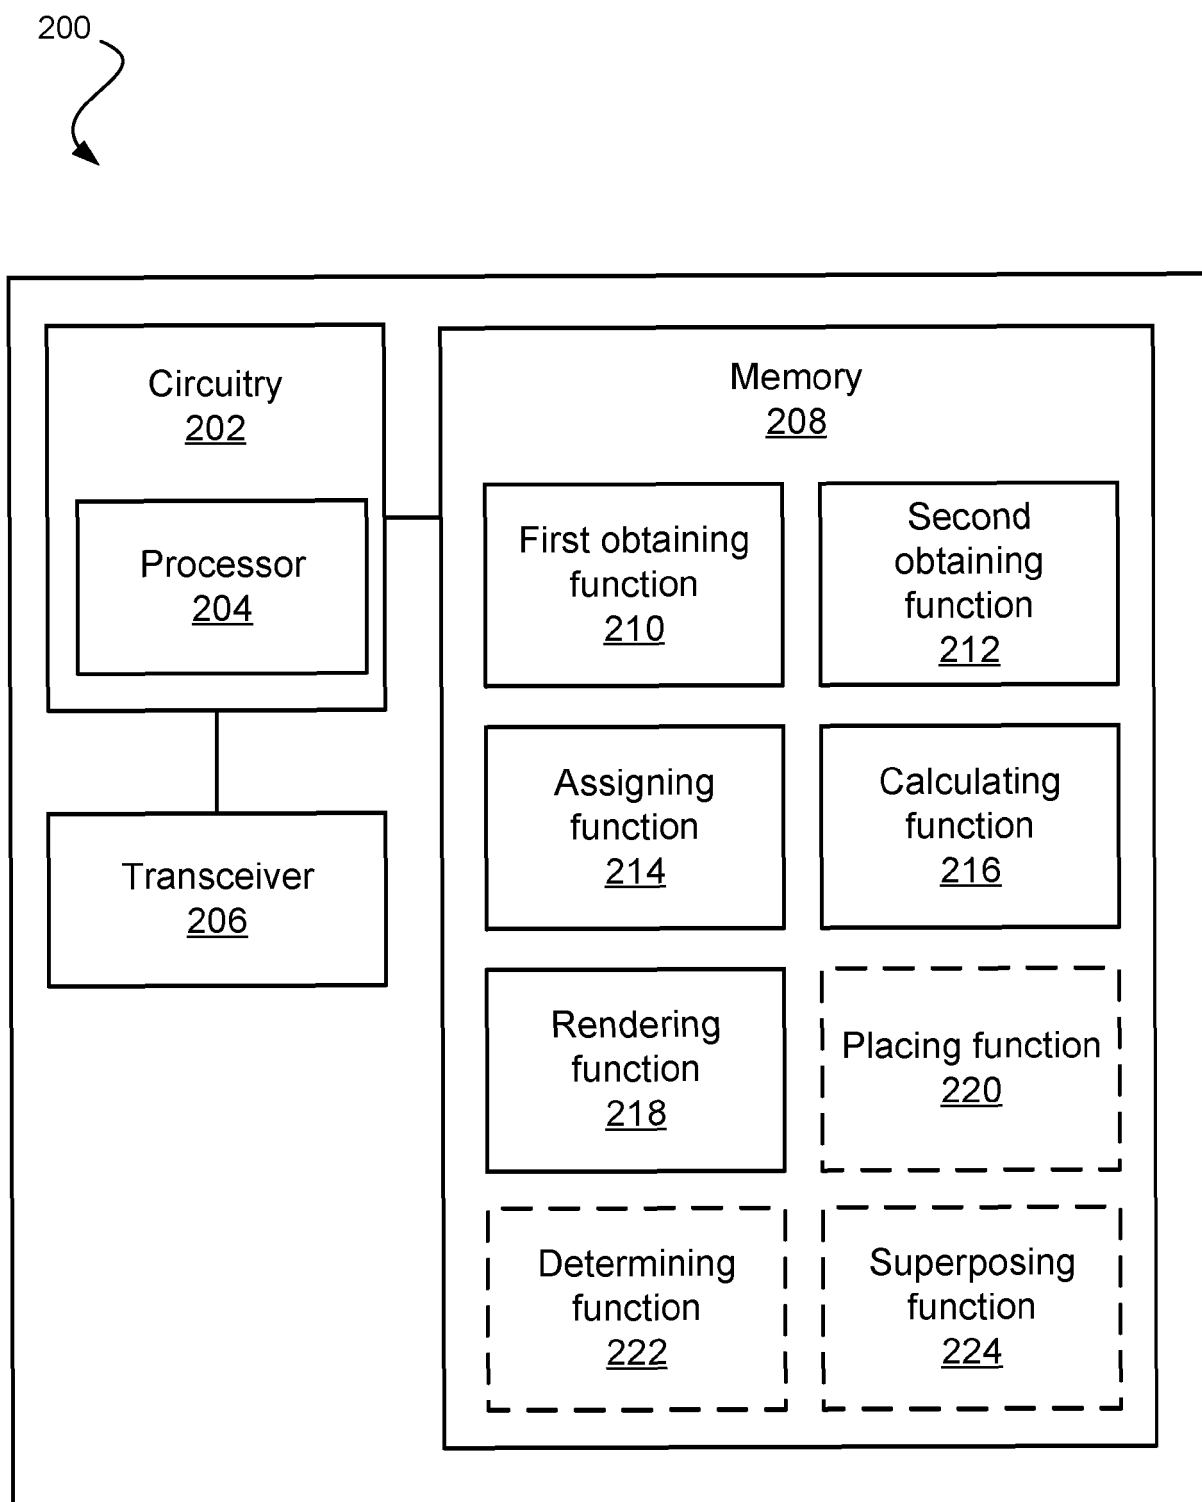 200
Circuitry
202
Processor
204
Transceiver
206
Memory
208
First obtaining
function
210
Second
obtaining
function
212
Assigning
function
214
Calculating
function
216
Rendering
function
218
Placing function
220
Determining
function
222
Superposing
function
224